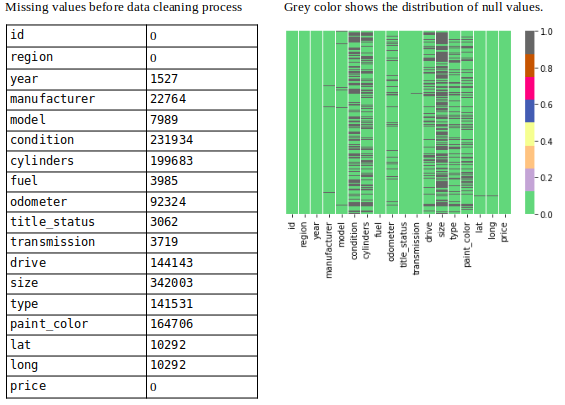 Missing values before data cleaning process
id 0
region 0
year 1527
manufacturer 22764
model 7989
condition 231934
cylinders 199683
fuel 3985
odometer 92324
title_status 3062
transmission 3719
drive 144143
size 342003
type 141531
paint_color 164706
lat 10292
long 10292
price 0
Grey color shows the distribution of null values.
1.0
0.8
0.6
0.4
0.2
0.0
id
region
year
manufacturer
model
condition
cylinders
fuel
odometer
title_status
transmission
drive
size
type
paint_color
lat
long
price